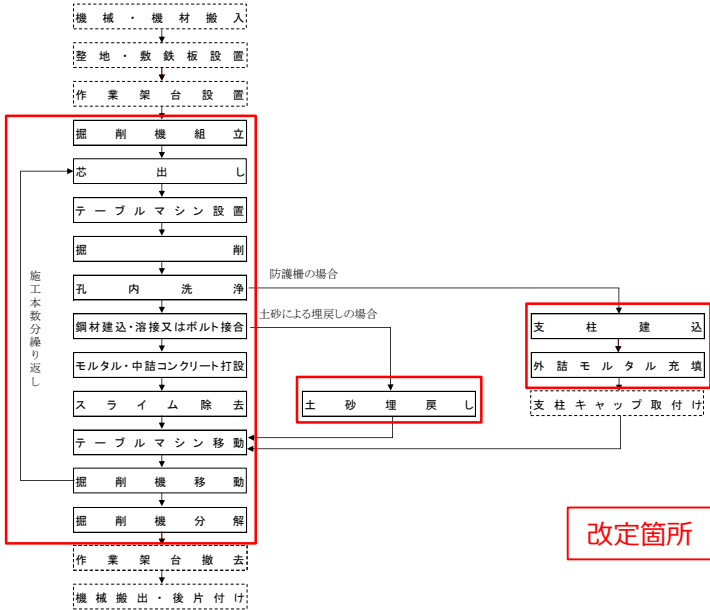 機械・機材搬入
整地・敷鉄板設置
作業架台設置
掘削機組立
芯出し
テーブルマシン設置
掘削
孔内洗浄
防護柵の場合
土砂による埋戻しの場合
鋼材建込・溶接又はボルト接合
支柱建込
モルタル・中詰コンクリート打設
外詰モルタル充填
スライム除去
土砂埋戻し
支柱キャップ取付け
テーブルマシン移動
掘削機移動
掘削機分解
作業架台撤去
機械搬出・後片付け
施工本数分繰り返し
改定箇所